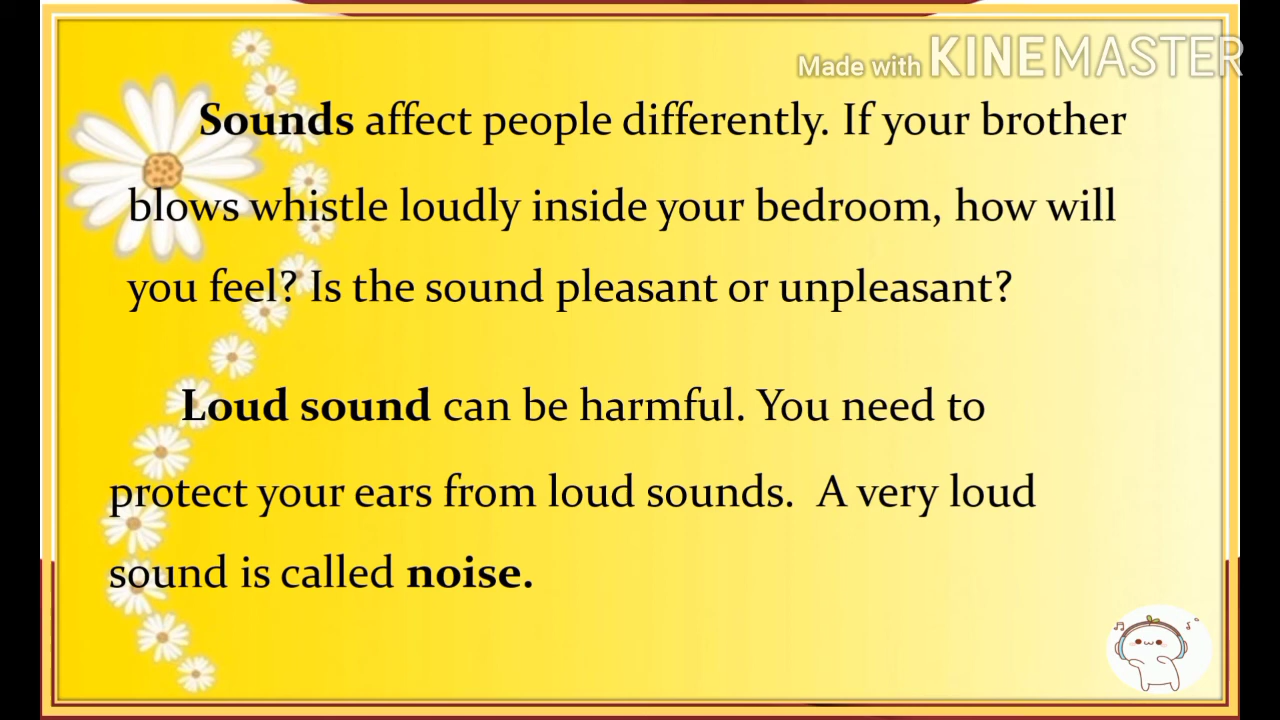 Made with KINEMASTER
Sounds affect people differently. If your brother
blows whistle loudly inside your bedroom, how will
you feel? Is the sound pleasant or unpleasant?
Loud sound can be harmful. You need to
protect your ears from loud sounds.  A very loud
sound is called noise.